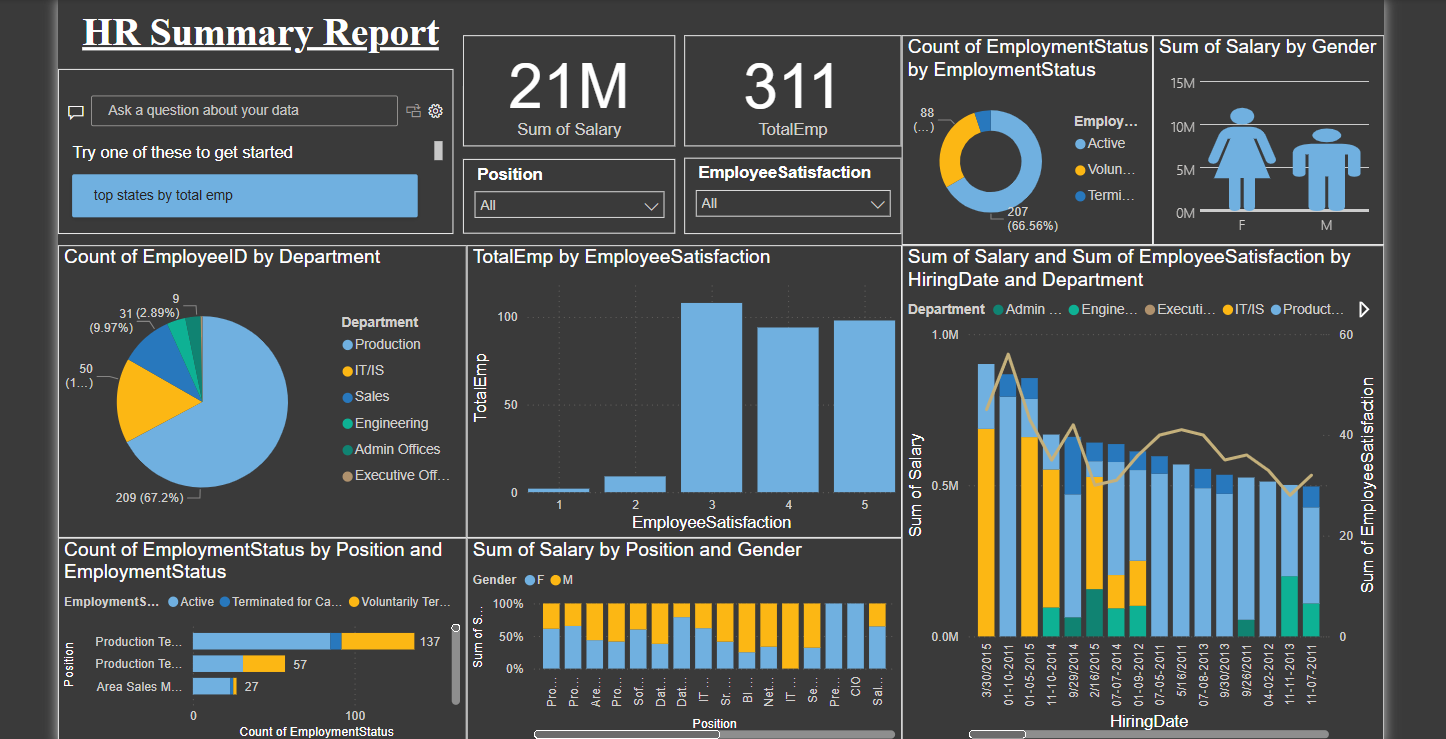 HR Summary Report
Ask a question about your data
Try one of these to get started
top states by total emp
21M
Sum of Salary
311
TotalEmp
Position
All
EmployeeSatisfaction
All
Count of EmploymentStatus
by EmploymentStatus
88
(...)
207
(66.56%)
Employ...
Active
Volun...
Termi...
Sum of Salary by Gender
15M
10M
5M
0M
F
M
Count of EmployeeID by Department
9
31 (2.89%)
(9.97%)
50
(1...)
209 (67.2%)
Department
Production
IT/IS
Sales
Engineering
Admin Offices
Executive Off...
TotalEmp by EmployeeSatisfaction
TotalEmp
100
50
0
1
2
3
4
5
EmployeeSatisfaction
Sum of Salary and Sum of EmployeeSatisfaction by
HiringDate and Department
Department
Admin ...
Engine...
Executi...
IT/IS
Product...
Sum of Salary
1.0M
0.5M
0.0M
60
40
20
0
Sum of EmployeeSatisfaction
3/30/2015
01-10-2011
01-05-2015
11-10-2014
9/29/2014
2/16/2015
07-07-2014
01-09-2012
07-05-2011
5/16/2011
07-08-2013
9/30/2013
9/26/2011
04-02-2012
11-11-2013
11-07-2011
HiringDate
Count of EmploymentStatus by Position and
EmploymentStatus
EmploymentS...
Active
Terminated for Ca...
Voluntarily Ter...
Position
Production Te...
137
Production Te...
57
Area Sales M...
27
0
100
Count of EmploymentStatus
Sum of Salary by Position and Gender
Gender
F
M
Sum of S...
100%
50%
0%
Pro...
Pro...
Are...
Pro...
Sof...
Dat...
Dat...
IT ...
Sr. ...
BI ...
Net...
IT ...
Se...
Pre...
CIO
Sal...
Position